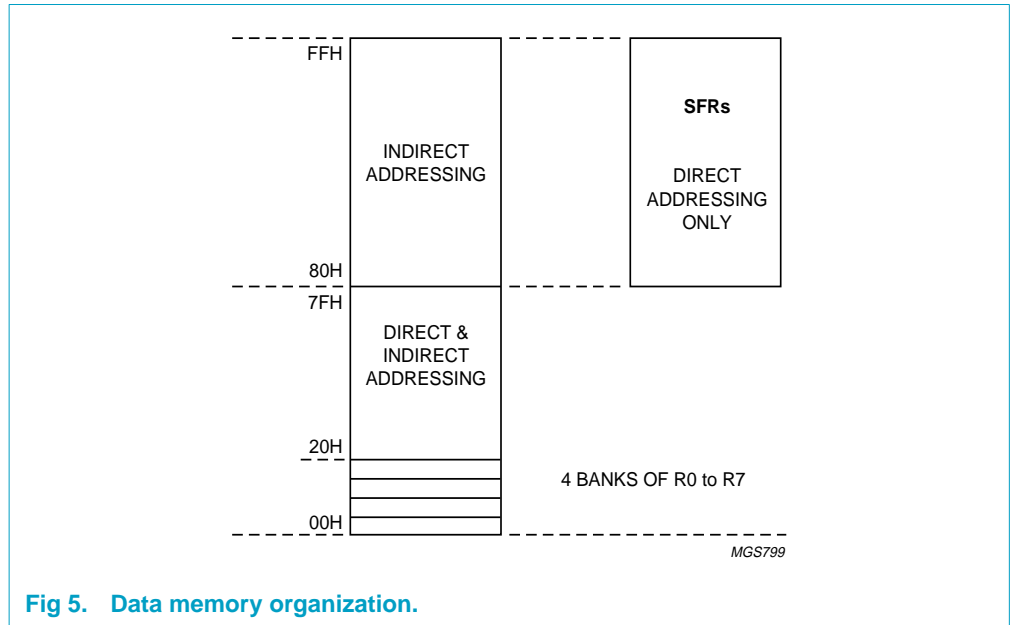 FFH
SFRs
INDIRECT
ADDRESSING
DIRECT
ADDRESSING
ONLY
80H
7FH
DIRECT &
INDIRECT
ADDRESSING
20H
4 BANKS OF R0 to R7
00H
MGS799
Fig 5. Data memory organization.